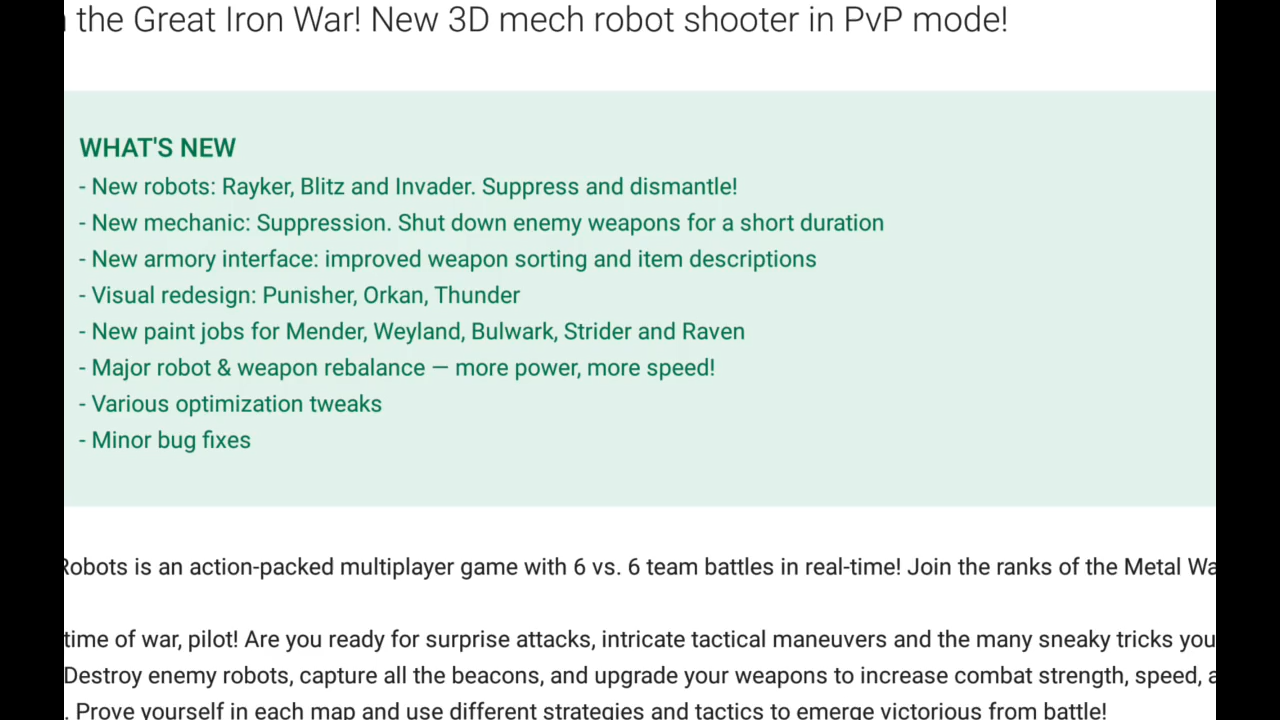 the Great Iron War! New 3D mech robot shooter in PvP mode!
WHAT'S NEW
- New robots: Rayker, Blitz and Invader. Suppress and dismantle!
- New mechanic: Suppression. Shut down enemy weapons for a short duration
- New armory interface: improved weapon sorting and item descriptions
- Visual redesign: Punisher, Orkan, Thunder
- New paint jobs for Mender, Weyland, Bulwark, Strider and Raven
- Major robot & weapon rebalance — more power, more speed!
- Various optimization tweaks
- Minor bug fixes
Robots is an action-packed multiplayer game with 6 vs. 6 team battles in real-time! Join the ranks of the Metal Wa
time of war, pilot! Are you ready for surprise attacks, intricate tactical maneuvers and the many sneaky tricks you
Destroy enemy robots, capture all the beacons, and upgrade your weapons to increase combat strength, speed, a
. Prove yourself in each map and use different strategies and tactics to emerge victorious from battle!